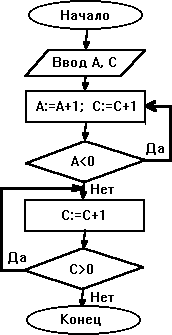 Начало
Ввод A, C
A:=A+1; C:=C+1
A<0
Да
Нет
C:=C+1
Да
C>0
Нет
Конец